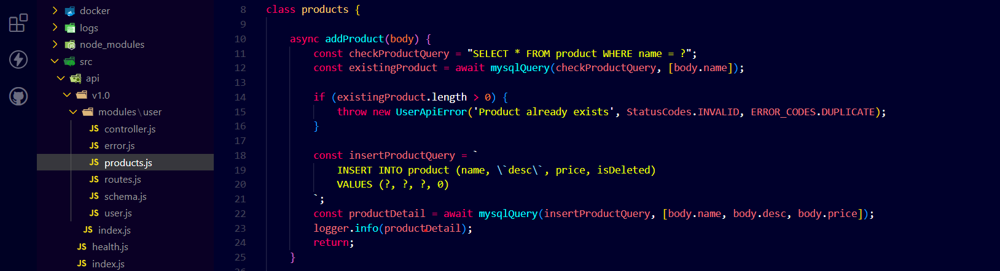 docker
logs
node_modules
src
api
v1.0
modules\user
JS controller.js
JS error.js
JS products.js
JS routes.js
JS schema.js
JS user.js
JS index.js
JS health.js
JS index.js
8 class products {
9
10 async addProduct(body) {
11 const checkProductQuery = "SELECT * FROM product WHERE name = ?";
12 const existingProduct = await mysqlQuery(checkProductQuery, [body.name]);
13
14 if (existingProduct.length > 0) {
15 throw new UserApiError('Product already exists', StatusCodes.INVALID, ERROR_CODES.DUPLICATE);
16 }
17
18 const insertProductQuery = `
19 INSERT INTO product (name, \`desc\`, price, isDeleted)
20 VALUES (?, ?, ?, 0)
21 `;
22 const productDetail = await mysqlQuery(insertProductQuery, [body.name, body.desc, body.price]);
23 logger.info(productDetail);
24 return;
25 }